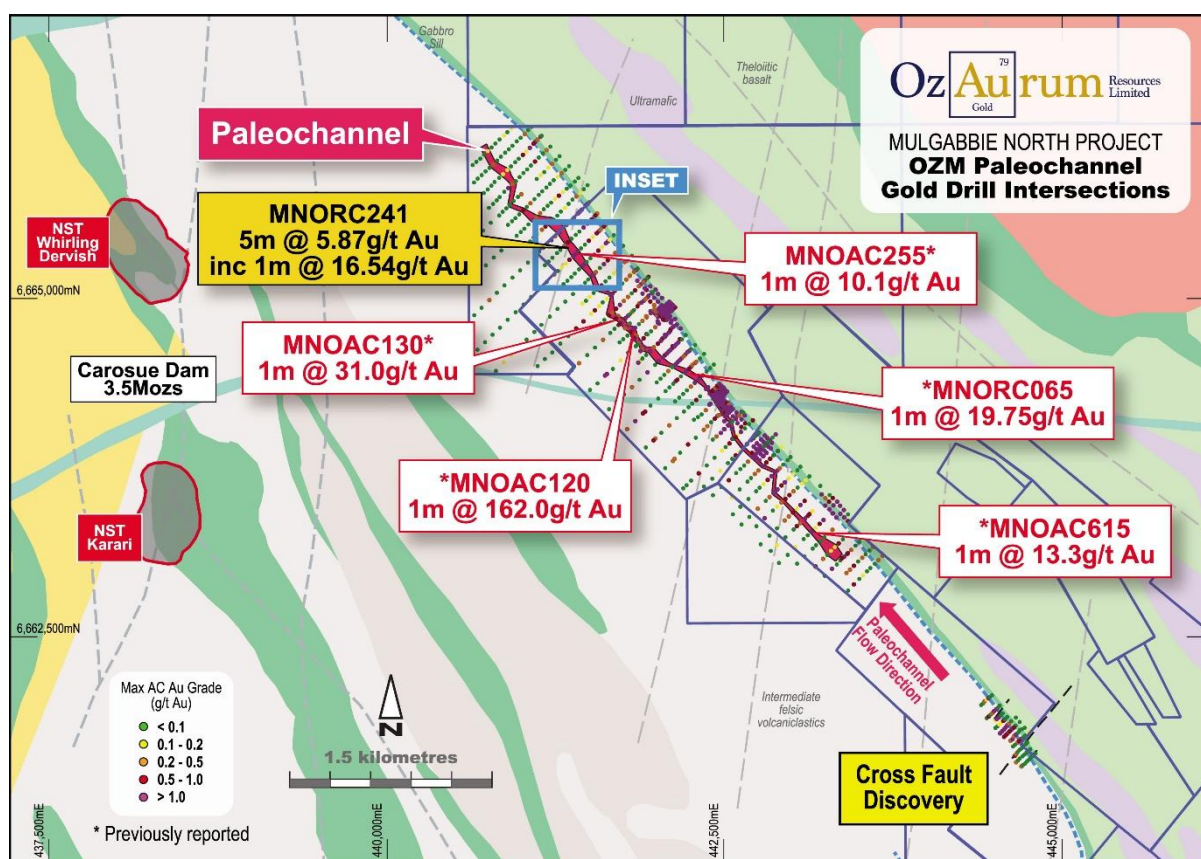 Gabbro
Sill
Theloiitic
basalt
Ultramafic
79
Oz Au rum
Gold
Resources
Limited
MULGABBIE NORTH PROJECT
OZM Paleochannel
Gold Drill Intersections
Paleochannel
INSET
MNORC241
5m @ 5.87g/t Au
inc 1m @ 16.54g/t Au
NST
Whirling
Dervish
MNOAC255*
1m @ 10.1g/t Au
6,665,000mN
MNOAC130*
1m @ 31.0g/t Au
Carosue Dam
3.5Mozs
*MNORC065
1m @ 19.75g/t Au
*MNOAC120
1m @ 162.0g/t Au
NST
Karari
*MNOAC615
1m @ 13.3g/t Au
6,662,500mN
Paleochannel
Flow Direction
Max AC Au Grade
(g/t Au)
< 0.1
0.1 - 0.2
0.2 - 0.5
0.5 - 1.0
> 1.0
* Previously reported
N
1.5 kilometres
Intermediate
felsic
volcaniclastics
Cross Fault
Discovery
437,500mE
440,000mE
442,500mE
445,000mE